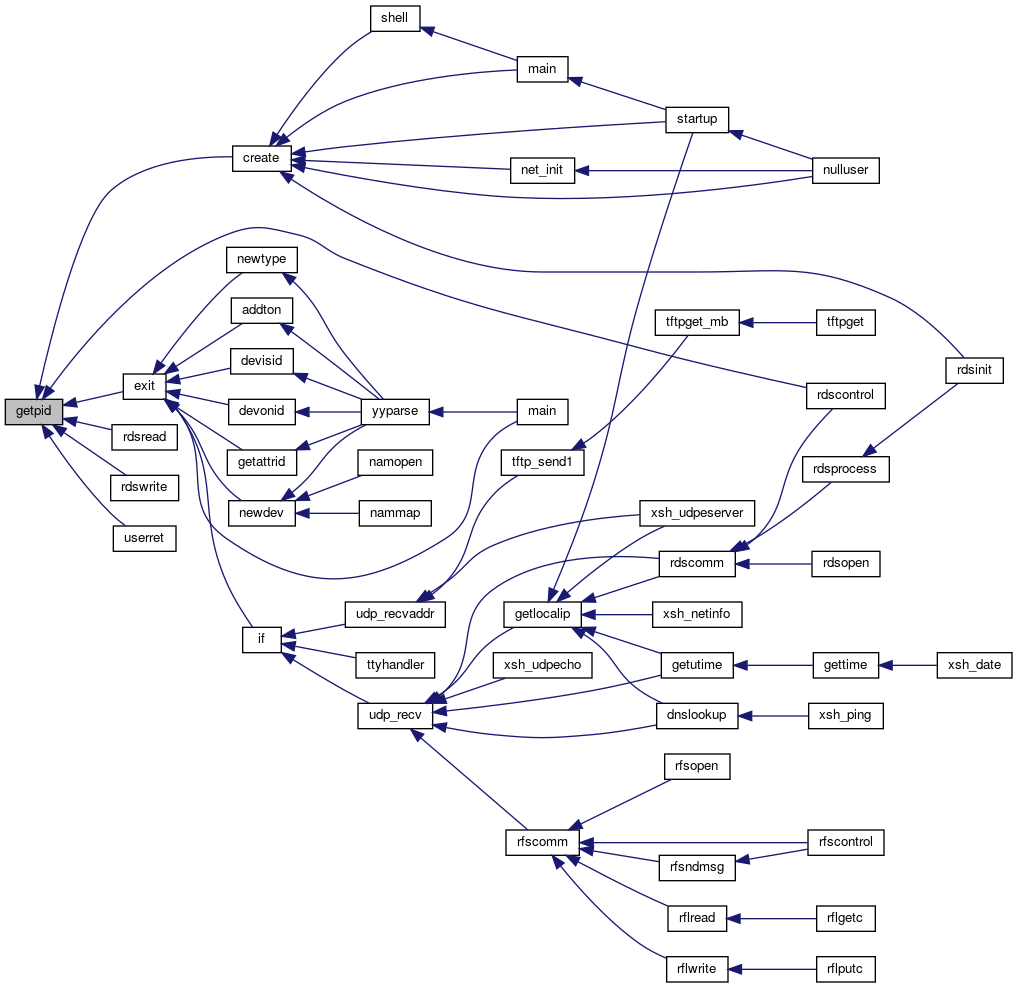 shell
main
startup
create
net_init
nulluser
newtype
addton
tftpget_mb
tftpget
devisid
rdsinit
exit
rdscontrol
getpid
devonid
yyparse
main
rdsread
getattrid
namopen
tftp_send1
rdsprocess
rdswrite
newdev
nammap
xsh_udpeserver
userret
rdscomm
rdsopen
udp_recvaddr
getlocalip
xsh_netinfo
if
ttyhandler
xsh_udpecho
getutime
gettime
xsh_date
udp_recv
dnslookup
xsh_ping
rfsopen
rfscomm
rfscontrol
rfsndmsg
rflread
rflgetc
rflwrite
rflputc